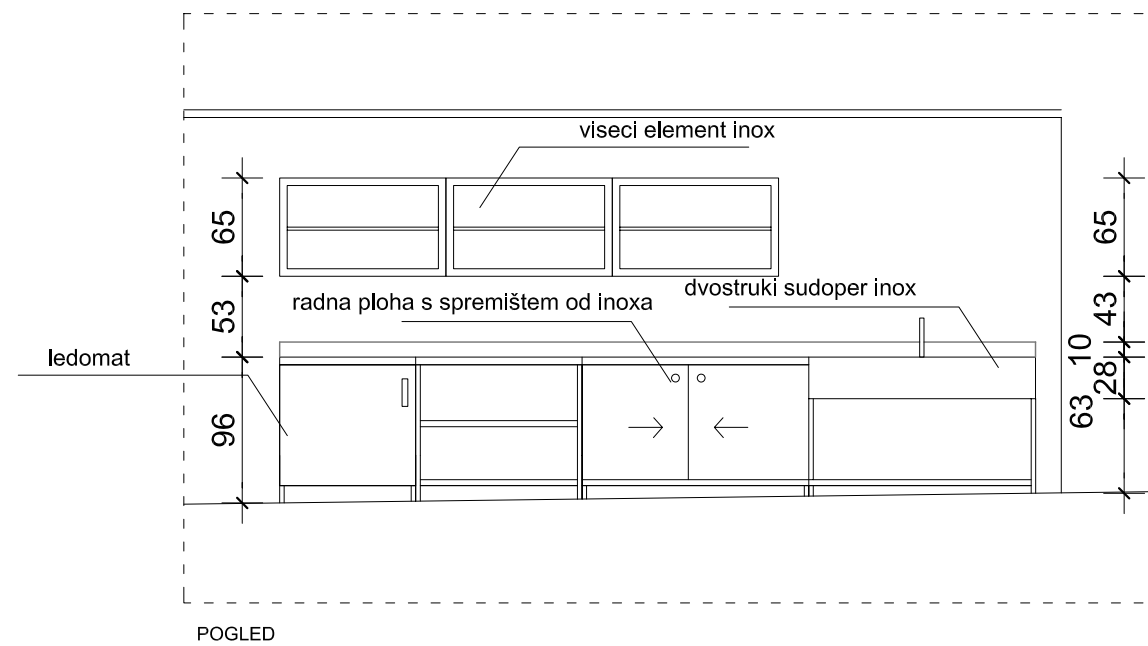 viseci element inox
65
65
radna ploha s spremištem od inoxa
dvostruki sudoper inox
53
43
10
ledomat
28
96
63
POGLED